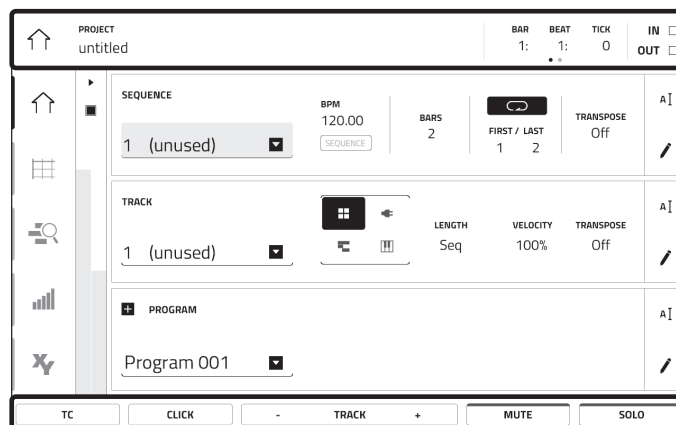 PROJECT
untitled
BAR BEAT TICK
1: 1: 0
IN
OUT
SEQUENCE
1 (unused)
BPM
120.00
SEQUENCE
BARS
2
FIRST / LAST
1 2
TRANSPOSE
Off
A
TRACK
1 (unused)
LENGTH
Seq
VELOCITY
100%
TRANSPOSE
Off
A
PROGRAM
Program 001
A
XY
TC CLICK - TRACK + MUTE SOLO